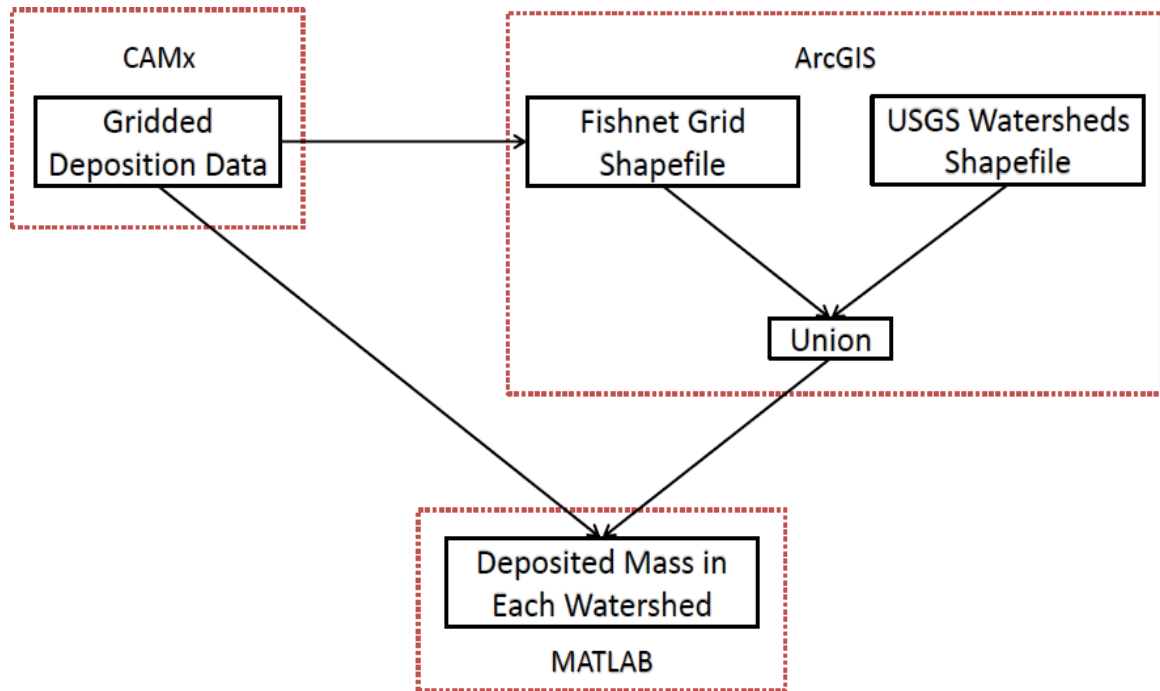 CAMx
Gridded
Deposition Data
ArcGIS
Fishnet Grid
Shapefile
USGS Watersheds
Shapefile
Union
Deposited Mass in
Each Watershed
MATLAB